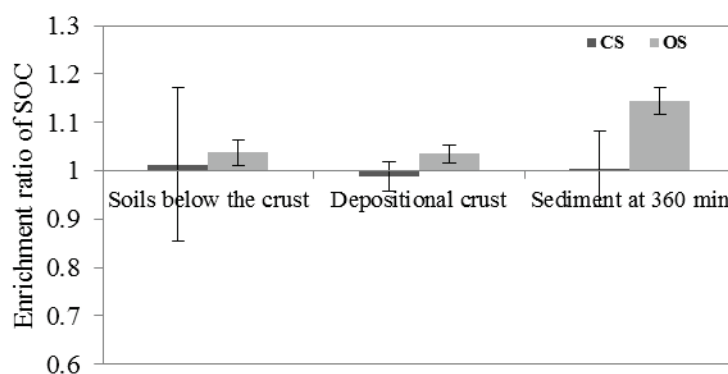 1.3
CS OS
1.2
1.1
1
Soils below the crust Depositional crust Sediment at 360 min
0.9
0.8
0.7
0.6
Enrichment ratio of SOC